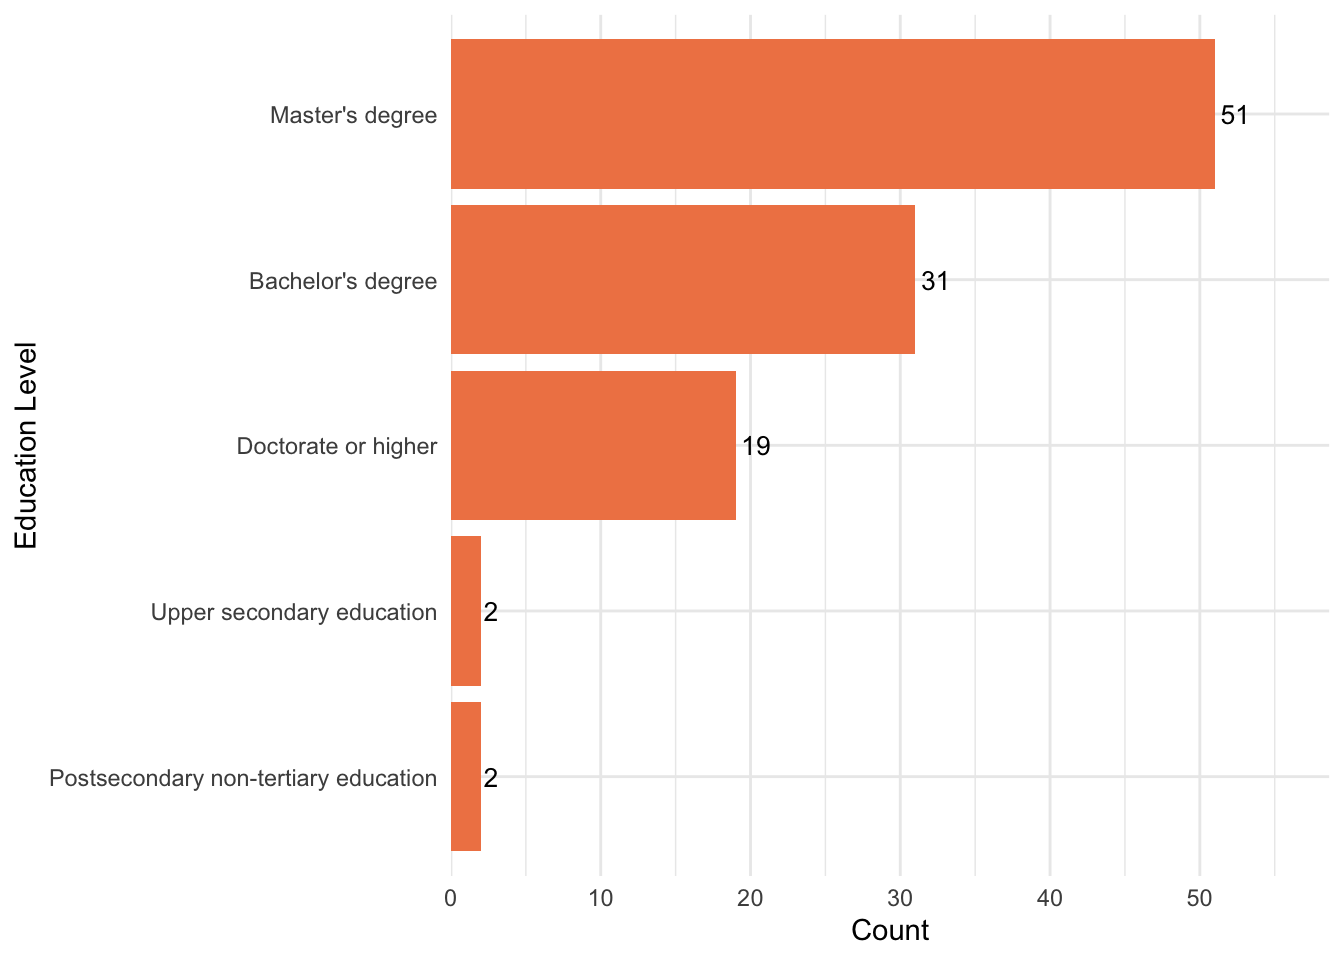 Master's degree
51
Bachelor's degree
31
Education Level
Doctorate or higher
19
Upper secondary education
2
Postsecondary non-tertiary education
2
0 10 20 30 40 50
Count